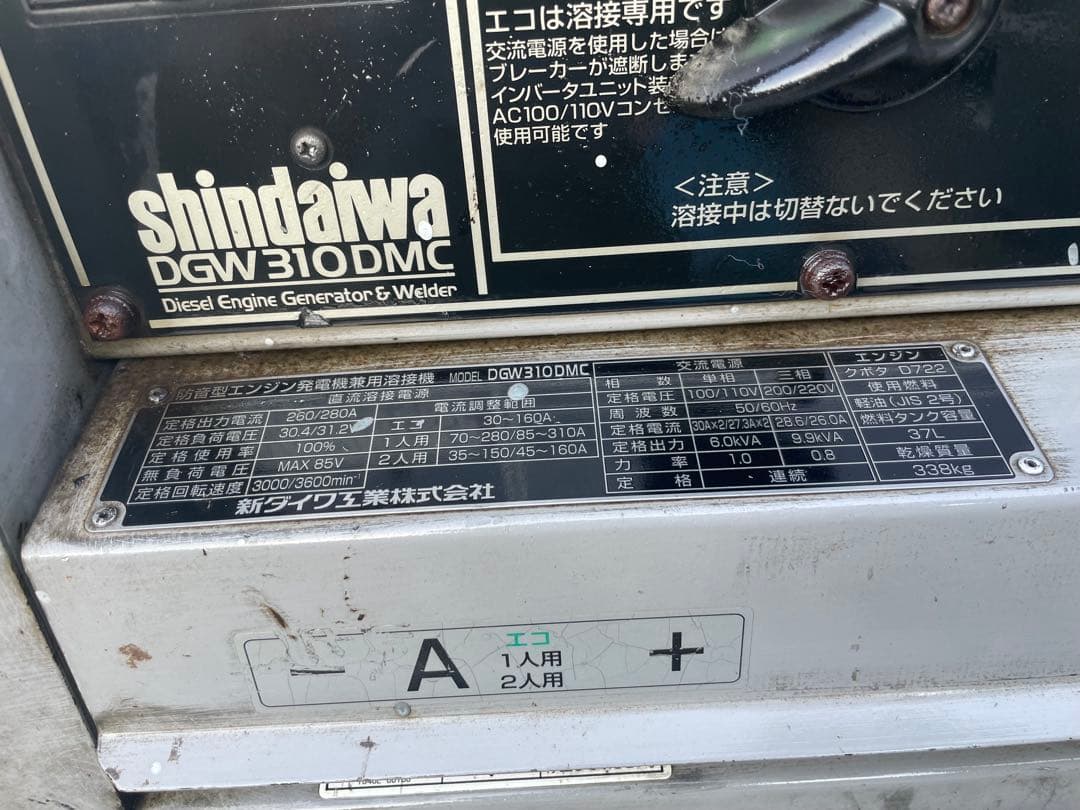 エコは溶接専用です
交流電源を使用した場合は
ブレーカーが遮断しま
インバータユニット装
AC100/110Vコンセ
使用可能です
<注意>
溶接中は切替ないでください
shindaiwa
DGW310DMC
Diesel Engine Generator & Welder
防音型エンジン発電機兼用溶接機 MODEL DGW310DMC
直流溶接電源 電流調整範囲
定格出力電流 260/280A エコ 30~160A
定格負荷電圧 30.4/31.2V 1人用 70~280/85~310A
定格使用率 100% 2人用 35~150/45~160A
無負荷電圧 MAX 85V
定格回転速度 3000/3600min⁻¹
新ダイワ工業株式会社
交流電源
相数 単相 三相
定格電圧 100/110V 200/220V
周波数 50/60Hz
定格電流 30A×2/27.3A×2 28.6/26.0A
定格出力 6.0kVA 9.9kVA
力率 1.0 0.8
定格 連続
エンジン
クボタ D722
使用燃料
軽油(JIS 2号)
燃料タンク容量
37L
乾燥質量
338kg
− A エコ +
1人用
2人用